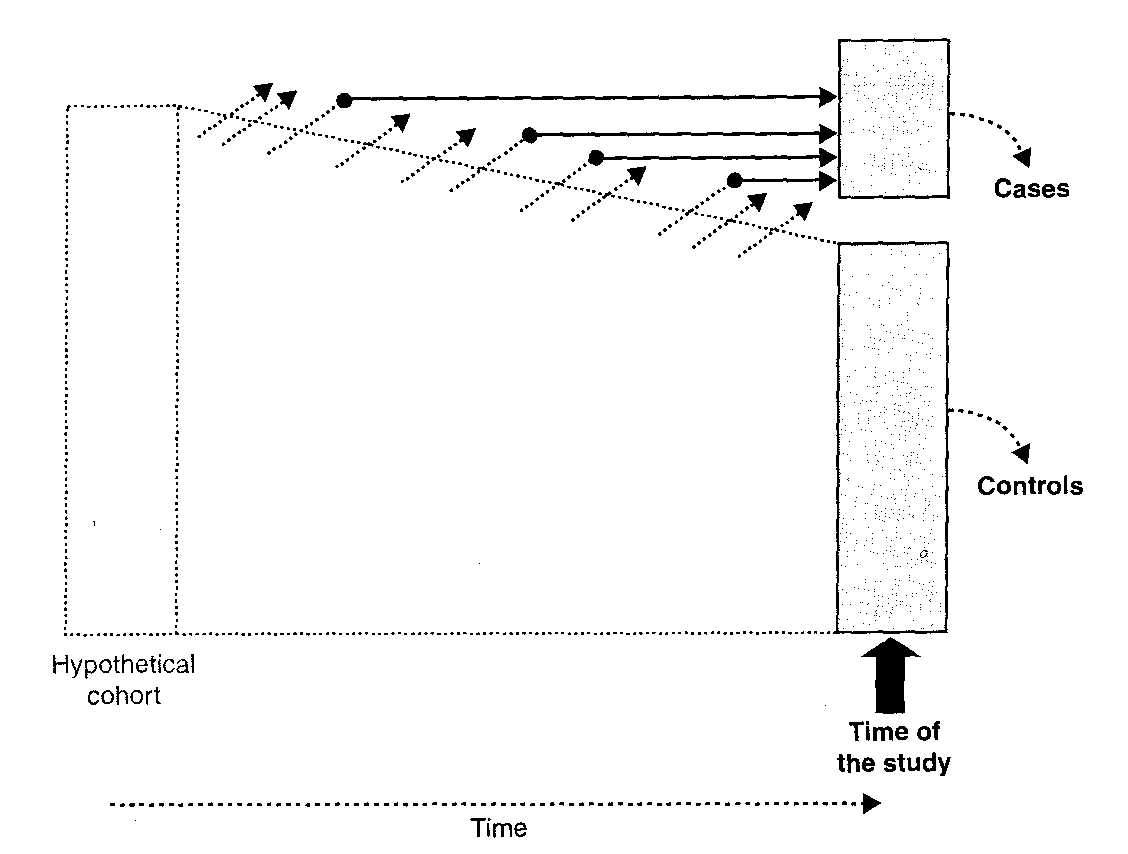 Cases
Controls
Hypothetical
cohort
Time of
the study
Time